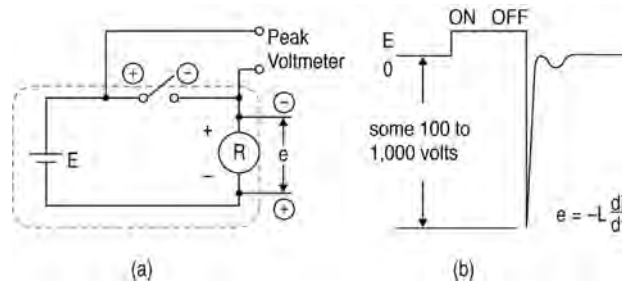 Peak
Voltmeter
⊕ ⊖
⊖
E
+
R
−
e
⊕
(a)
ON OFF
E
0
some 100 to
1,000 volts
e = –L d
d
(b)